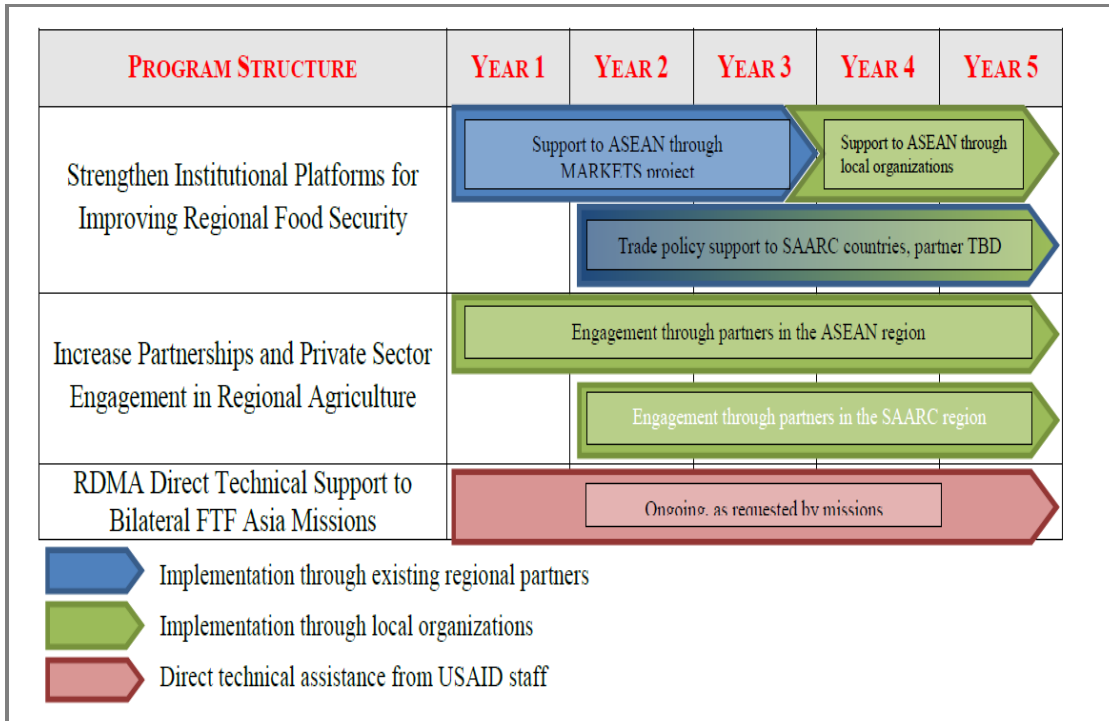 PROGRAM STRUCTURE YEAR 1 YEAR 2 YEAR 3 YEAR 4 YEAR 5
Strengthen Institutional Platforms for
Improving Regional Food Security
Support to ASEAN through
MARKETS project
Support to ASEAN through
local organizations
Trade policy support to SAARC countries, partner TBD
Increase Partnerships and Private Sector
Engagement in Regional Agriculture
Engagement through partners in the ASEAN region
Engagement through partners in the SAARC region
RDMA Direct Technical Support to
Bilateral FTF Asia Missions
Ongoing, as requested by missions
Implementation through existing regional partners
Implementation through local organizations
Direct technical assistance from USAID staff